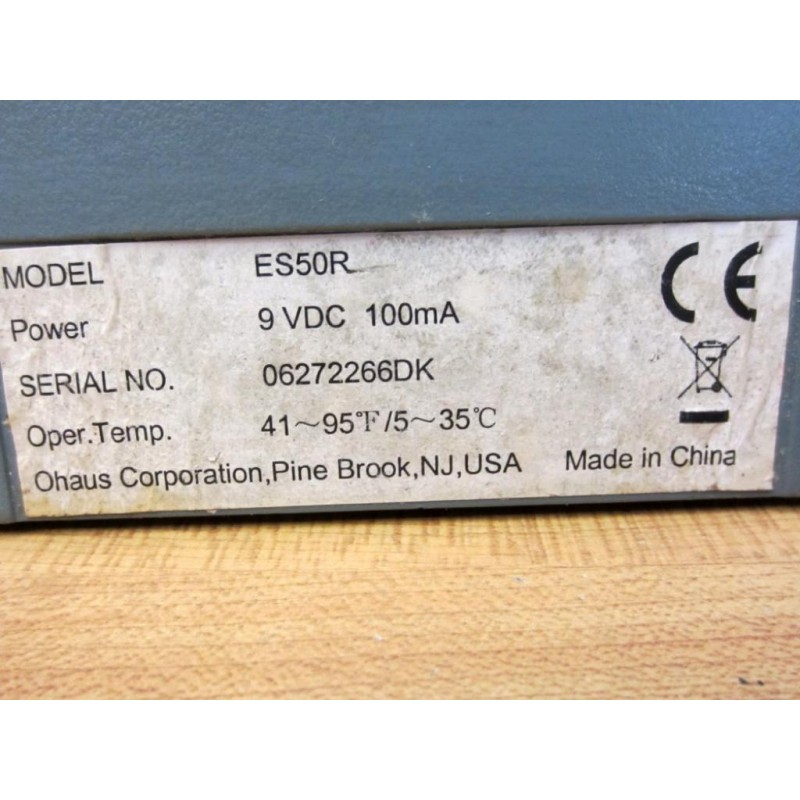 MODEL ES50R
Power 9 VDC 100mA
SERIAL NO. 06272266DK
Oper.Temp. 41～95℉/5～35℃
Ohaus Corporation,Pine Brook,NJ,USA Made in China
CE